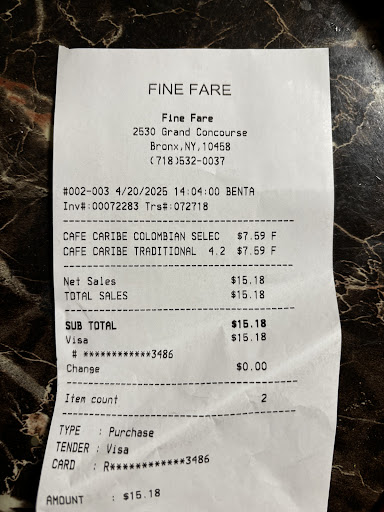 FINE FARE
Fine Fare
2530 Grand Concourse
Bronx,NY,10458
(718)532-0037
#002-003 4/20/2025 14:04:00 BENTA
Inv#:00072283 Trs#:072718
CAFE CARIBE COLOMBIAN SELEC $7.59 F
CAFE CARIBE TRADITIONAL 4.2 $7.59 F
Net Sales $15.18
TOTAL SALES $15.18
SUB TOTAL $15.18
Visa $15.18
# ************3486
Change $0.00
Item count 2
TYPE : Purchase
TENDER : Visa
CARD : R************3486
AMOUNT : $15.18